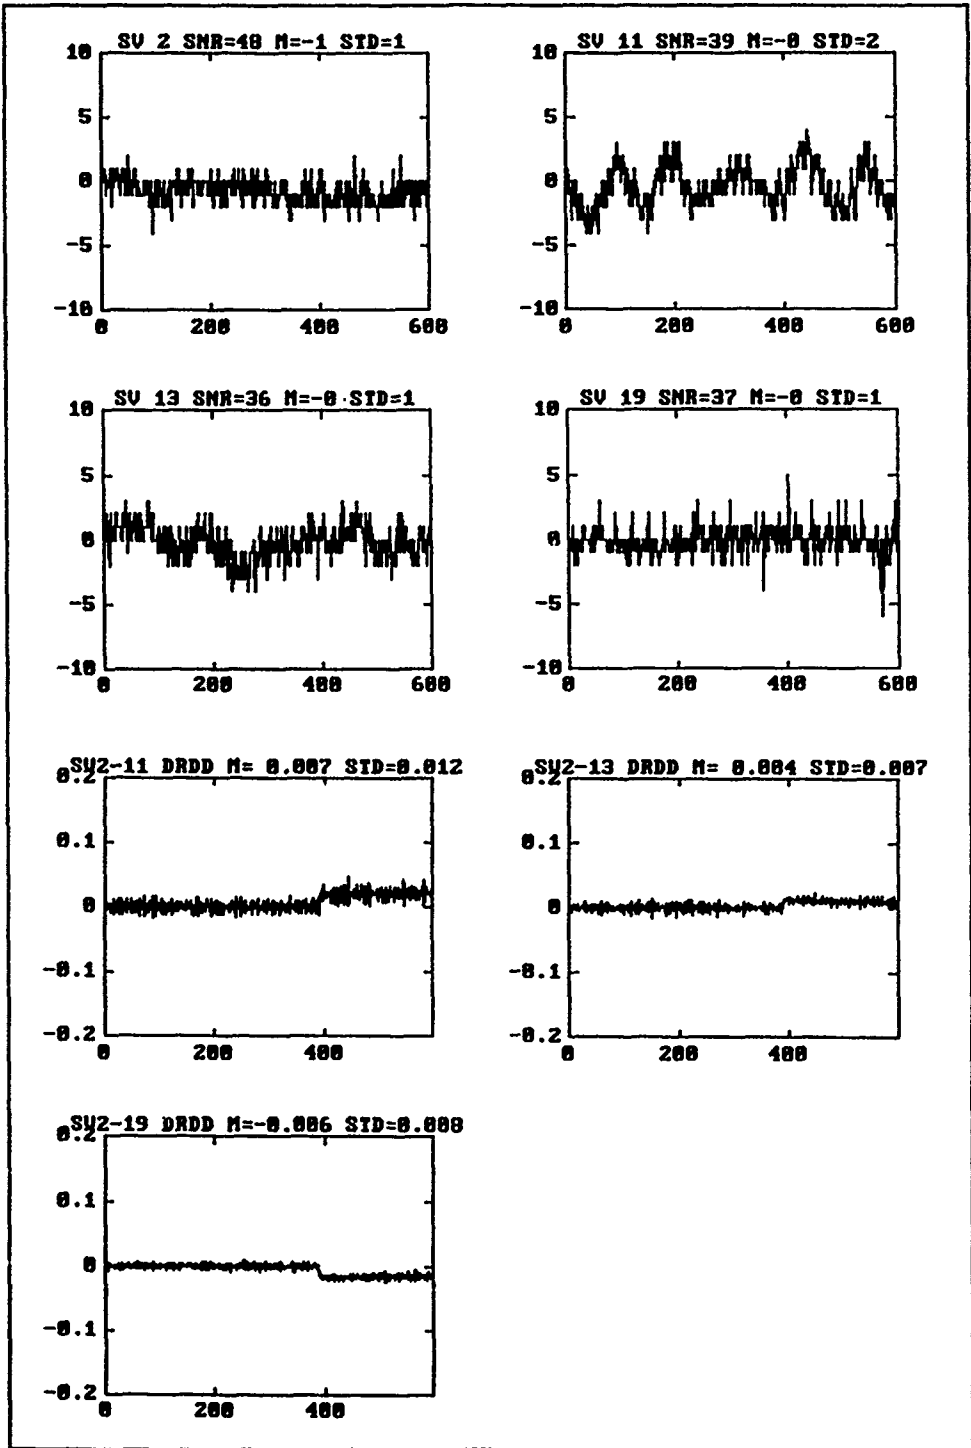 SV 2 SNR=40 M=-1 STD=1
10
5
0
-5
-10
0 200 400 600
SV 11 SNR=39 M=-0 STD=2
10
5
0
-5
-10
0 200 400 600
SV 13 SNR=36 M=-0 STD=1
10
5
0
-5
-10
0 200 400 600
SV 19 SNR=37 M=-0 STD=1
10
5
0
-5
-10
0 200 400 600
SV2-11 DRDD M= 0.007 STD=0.012
0.2
0.1
0
-0.1
-0.2
0 200 400
SV2-13 DRDD M= 0.004 STD=0.007
0.2
0.1
0
-0.1
-0.2
0 200 400
SV2-19 DRDD M=-0.006 STD=0.008
0.2
0.1
0
-0.1
-0.2
0 200 400